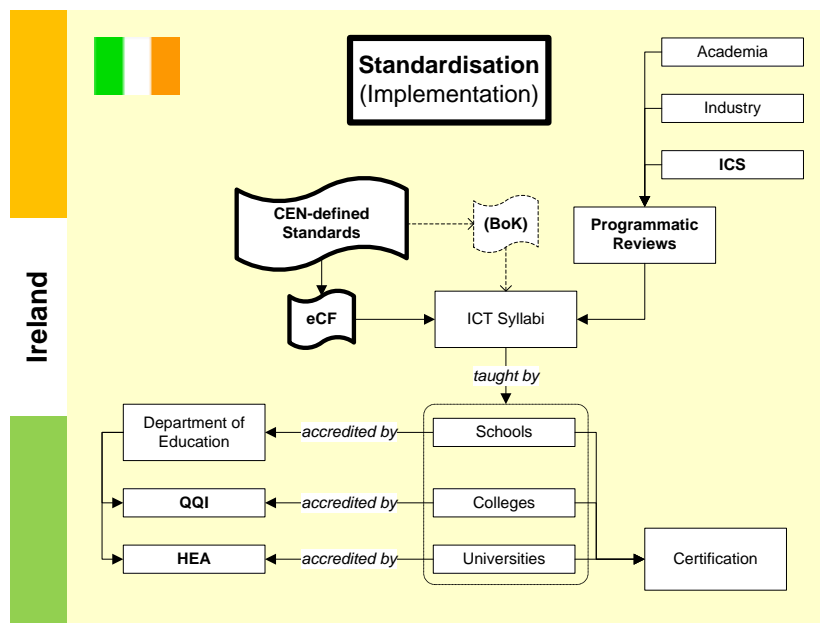 Standardisation
(Implementation)
Academia
Industry
ICS
Programmatic
Reviews
CEN-defined
Standards
(BoK)
eCF
ICT Syllabi
taught by
Ireland
Department of
Education
accredited by
Schools
QQI
accredited by
Colleges
HEA
accredited by
Universities
Certification